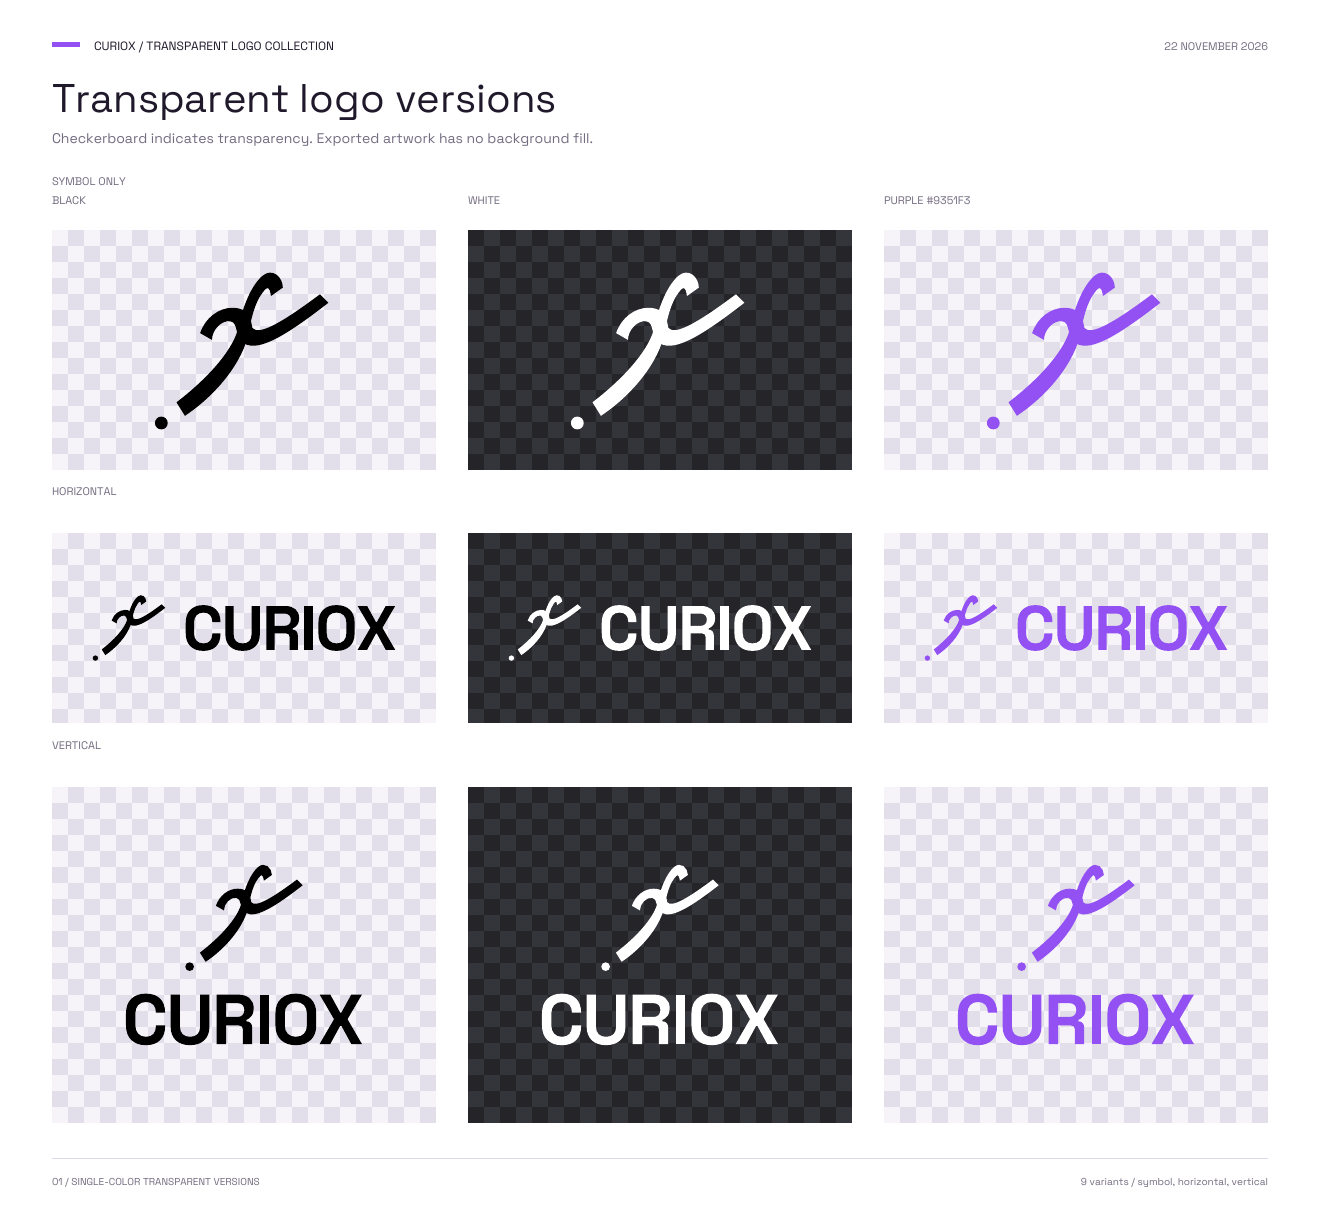 CURIOX / TRANSPARENT LOGO COLLECTION
22 NOVEMBER 2026
Transparent logo versions
Checkerboard indicates transparency. Exported artwork has no background fill.
SYMBOL ONLY
BLACK
WHITE
PURPLE #9351F3
HORIZONTAL
CURIOX
CURIOX
CURIOX
VERTICAL
CURIOX
CURIOX
CURIOX
01 / SINGLE-COLOR TRANSPARENT VERSIONS
9 variants / symbol, horizontal, vertical